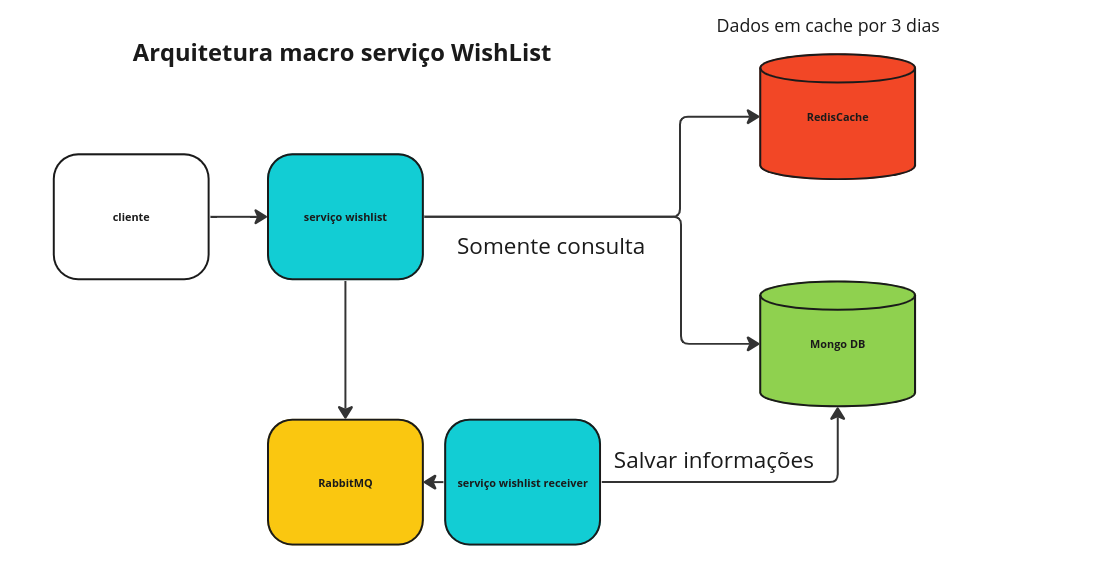 Dados em cache por 3 dias
Arquitetura macro serviço WishList
RedisCache
cliente
serviço wishlist
Somente consulta
Mongo DB
Salvar informações
RabbitMQ
serviço wishlist receiver